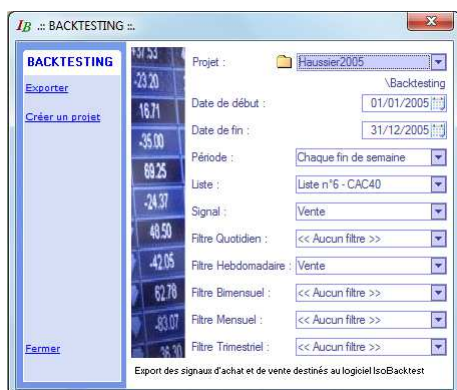 IB .:: BACKTESTING ::.
BACKTESTING
Exporter
Créer un projet
Fermer
+37.53
-23.20
16.71
-35.00
69.25
-24.37
48.50
-42.05
62.78
-83.07
36.30
Projet : Haussier2005
\Backtesting
Date de début : 01/01/2005
Date de fin : 31/12/2005
Période : Chaque fin de semaine
Liste : Liste n°6 - CAC40
Signal : Vente
Filtre Quotidien : << Aucun filtre >>
Filtre Hebdomadaire : Vente
Filtre Bimensuel : << Aucun filtre >>
Filtre Mensuel : << Aucun filtre >>
Filtre Trimestriel : << Aucun filtre >>
Export des signaux d'achat et de vente destinés au logiciel IsoBacktest